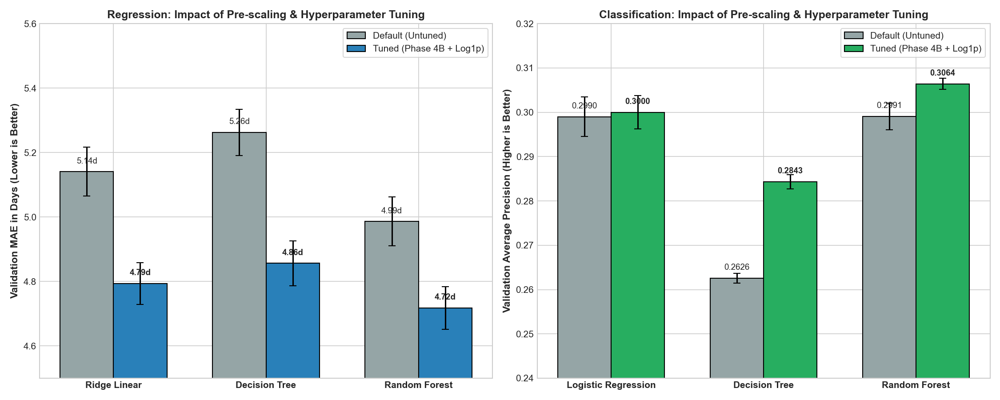 Regression: Impact of Pre-scaling & Hyperparameter Tuning
Validation MAE in Days (Lower is Better)
5.6
5.4
5.2
5.0
4.8
4.6
Default (Untuned)
Tuned (Phase 4B + Log1p)
5.14d
4.79d
5.26d
4.86d
4.99d
4.72d
Ridge Linear
Decision Tree
Random Forest
Classification: Impact of Pre-scaling & Hyperparameter Tuning
Validation Average Precision (Higher is Better)
0.32
0.31
0.30
0.29
0.28
0.27
0.26
0.25
0.24
Default (Untuned)
Tuned (Phase 4B + Log1p)
0.2990
0.3000
0.2626
0.2843
0.2991
0.3064
Logistic Regression
Decision Tree
Random Forest